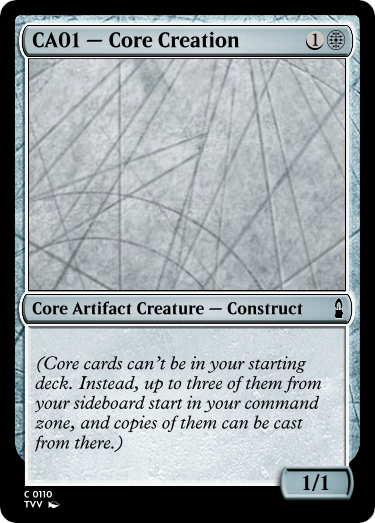 CA01 — Core Creation 1
Core Artifact Creature — Construct
(Core cards can't be in your starting
deck. Instead, up to three of them from
your sideboard start in your command
zone, and copies of them can be cast
from there.)
1/1
C 0110
TVV